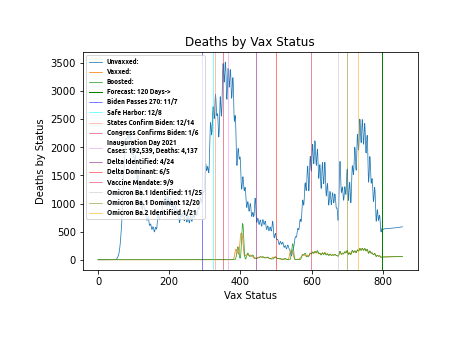 Deaths by Vax Status
Deaths by Status
3500
3000
2500
2000
1500
1000
500
0
Unvaxxed:
Vaxxed:
Boosted:
Forecast: 120 Days->
Biden Passes 270: 11/7
Safe Harbor: 12/8
States Confirm Biden: 12/14
Congress Confirms Biden: 1/6
Inauguration Day 2021
Cases: 192,539, Deaths: 4,137
Delta Identified: 4/24
Delta Dominant: 6/5
Vaccine Mandate: 9/9
Omicron Identified: 11/25
Omicron Ba.1 Dominant 12/20
Omicron Ba.2 Identified 1/21
0
200
400
600
800
Vax Status